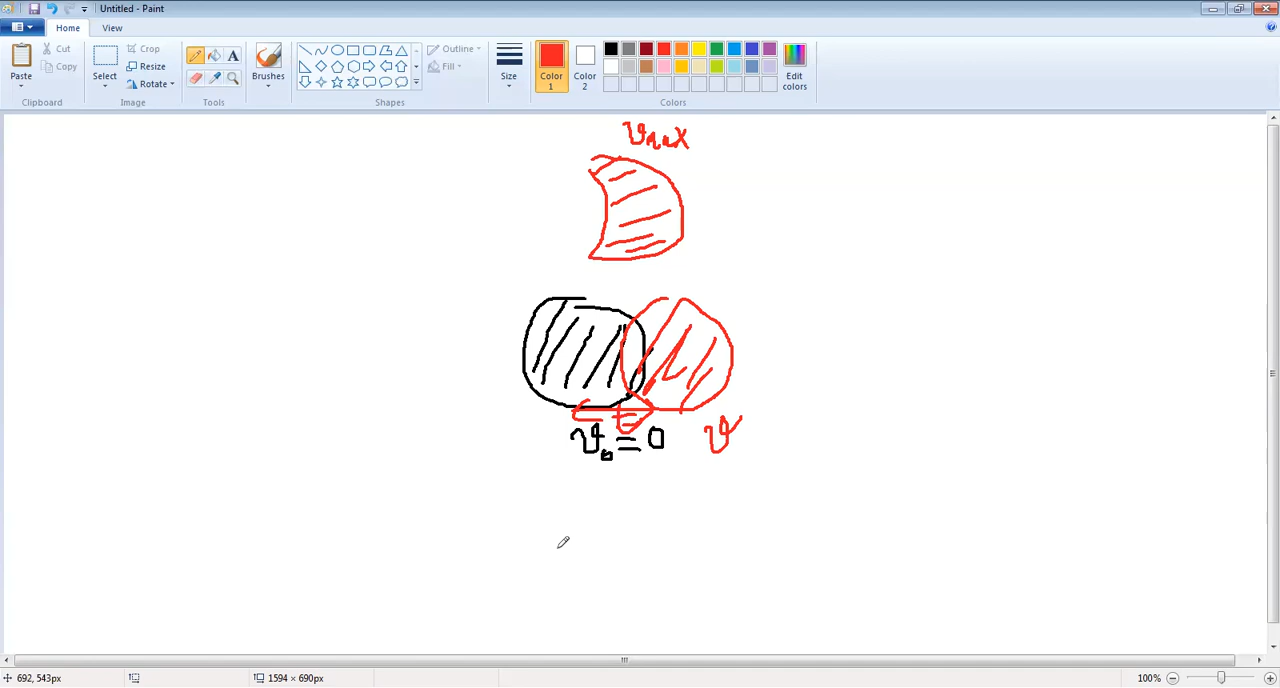 Untitled - Paint
Home View
Paste
Cut
Copy
Clipboard
Select
Crop
Resize
Rotate
Image
Tools
Brushes
Shapes
Outline
Fill
Size
Color 1
Color 2
Edit colors
Colors
ϑmax
ϑ₀ = 0
ϑ
692, 543px
1594 × 690px
100%